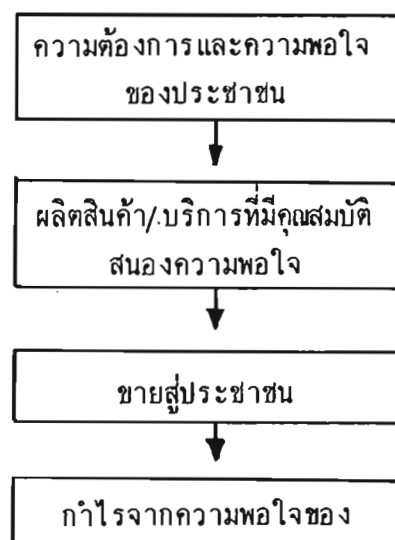 ความต้องการและความพอใจ
ของประชาชน
ผลิตสินค้า/บริการที่มีคุณสมบัติ
สนองความพอใจ
ขายสู่ประชาชน
กำไรจากความพอใจของ